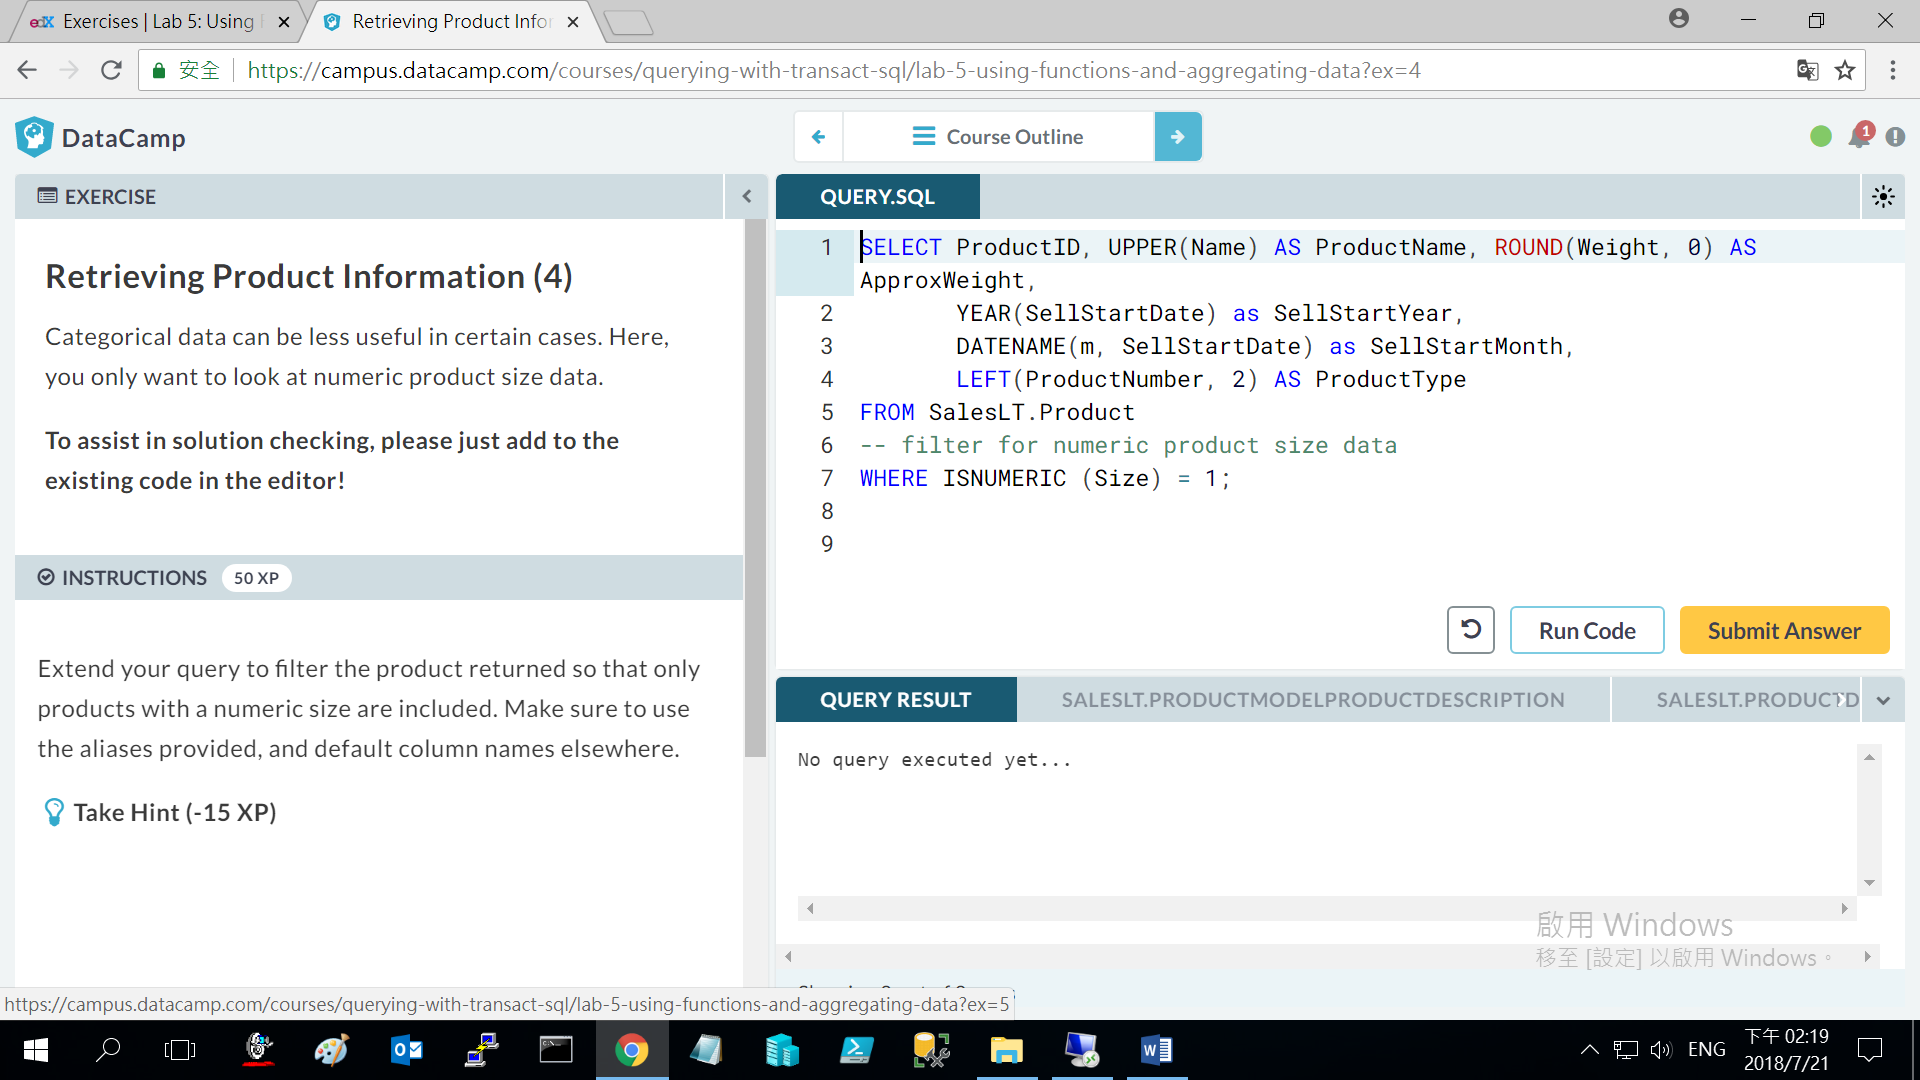 Exercises | Lab 5: Using
Retrieving Product Infor
安全
https://campus.datacamp.com/courses/querying-with-transact-sql/lab-5-using-functions-and-aggregating-data?ex=4
DataCamp
Course Outline
1
EXERCISE
QUERY.SQL
Retrieving Product Information (4)
Categorical data can be less useful in certain cases. Here,
you only want to look at numeric product size data.
To assist in solution checking, please just add to the
existing code in the editor!
INSTRUCTIONS 50 XP
Extend your query to filter the product returned so that only
products with a numeric size are included. Make sure to use
the aliases provided, and default column names elsewhere.
Take Hint (-15 XP)
1 SELECT ProductID, UPPER(Name) AS ProductName, ROUND(Weight, 0) AS
ApproxWeight,
2 YEAR(SellStartDate) as SellStartYear,
3 DATENAME(m, SellStartDate) as SellStartMonth,
4 LEFT(ProductNumber, 2) AS ProductType
5 FROM SalesLT.Product
6 -- filter for numeric product size data
7 WHERE ISNUMERIC (Size) = 1;
8
9
Run Code
Submit Answer
QUERY RESULT
SALESLT.PRODUCTMODELPRODUCTDESCRIPTION
SALESLT.PRODUCTD
No query executed yet...
啟用 Windows
移至 [設定] 以啟用 Windows。
https://campus.datacamp.com/courses/querying-with-transact-sql/lab-5-using-functions-and-aggregating-data?ex=5
ENG
下午 02:19
2018/7/21